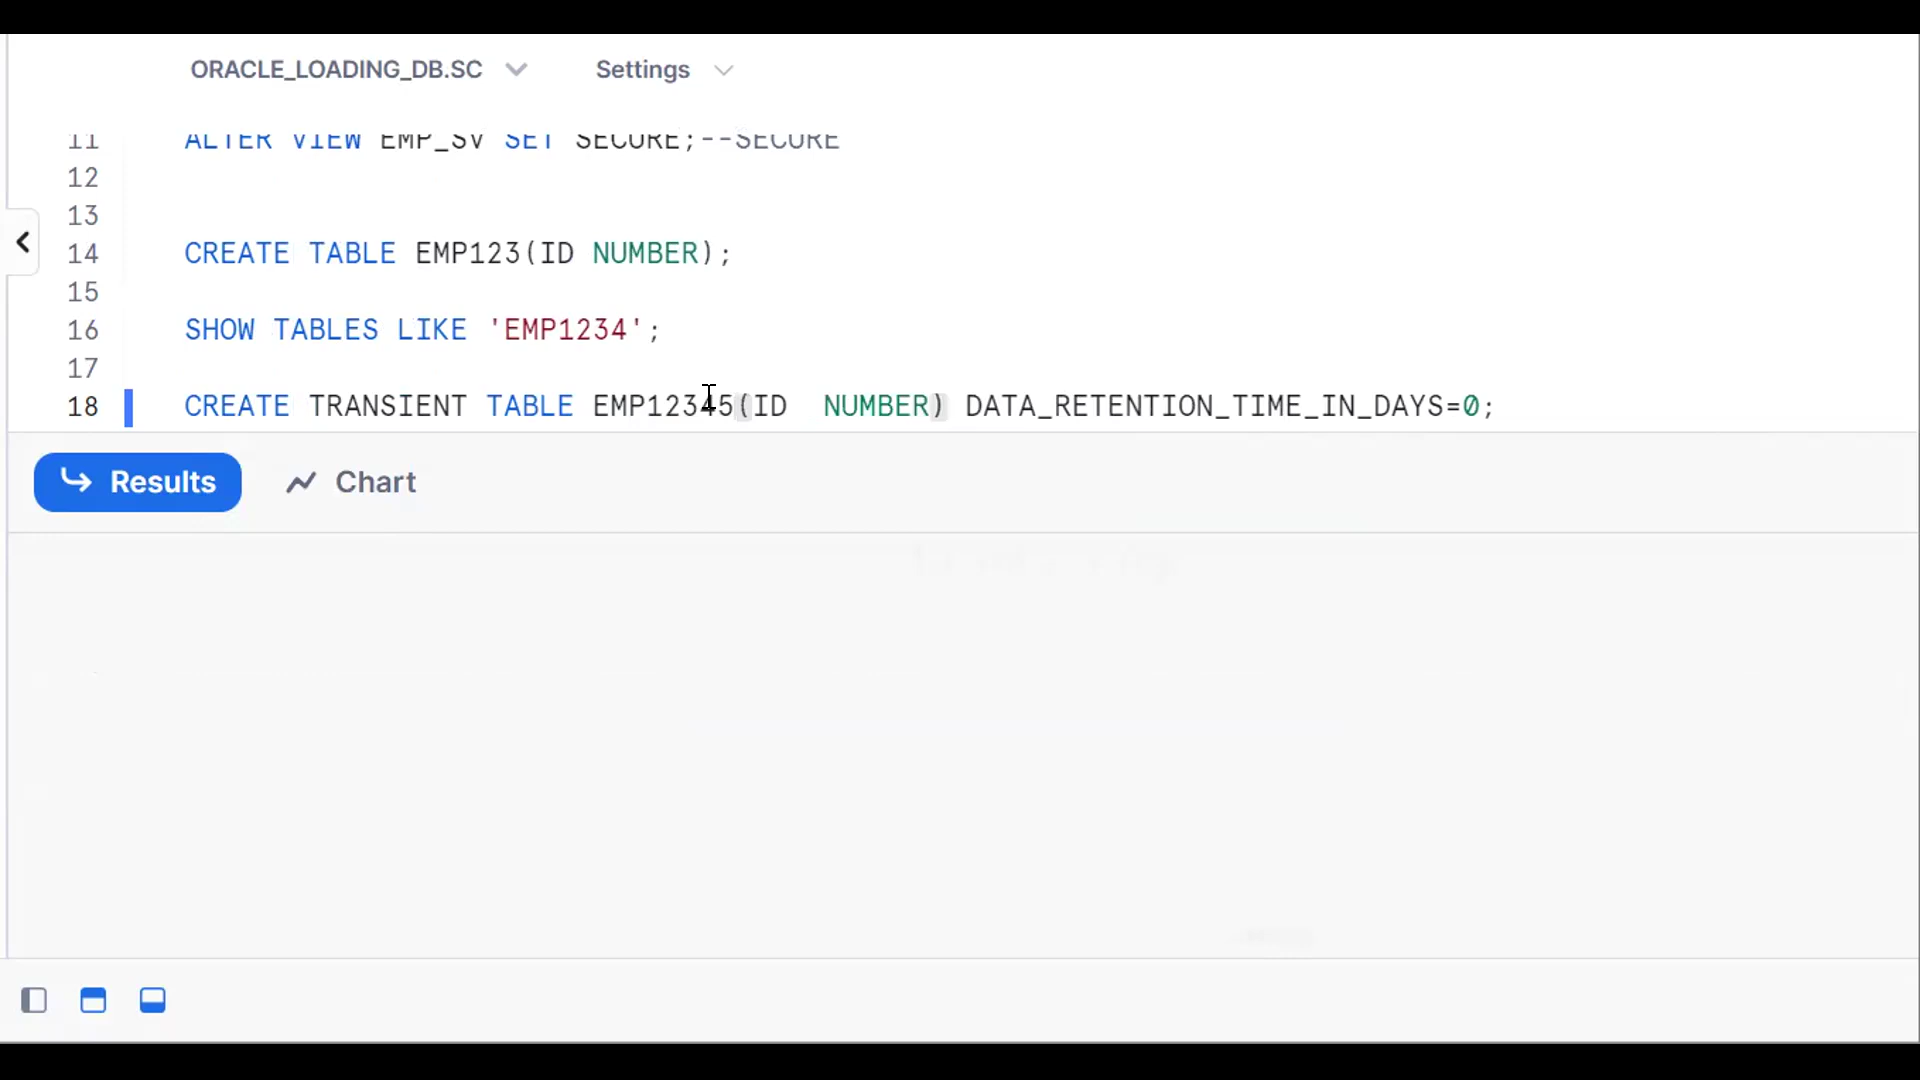 ORACLE_LOADING_DB.SC Settings
11 ALTER VIEW EMP_SV SET SECURE;--SECURE
12
13
14 CREATE TABLE EMP123(ID NUMBER);
15
16 SHOW TABLES LIKE 'EMP1234';
17
18 CREATE TRANSIENT TABLE EMP12345(ID  NUMBER) DATA_RETENTION_TIME_IN_DAYS=0;
Results Chart